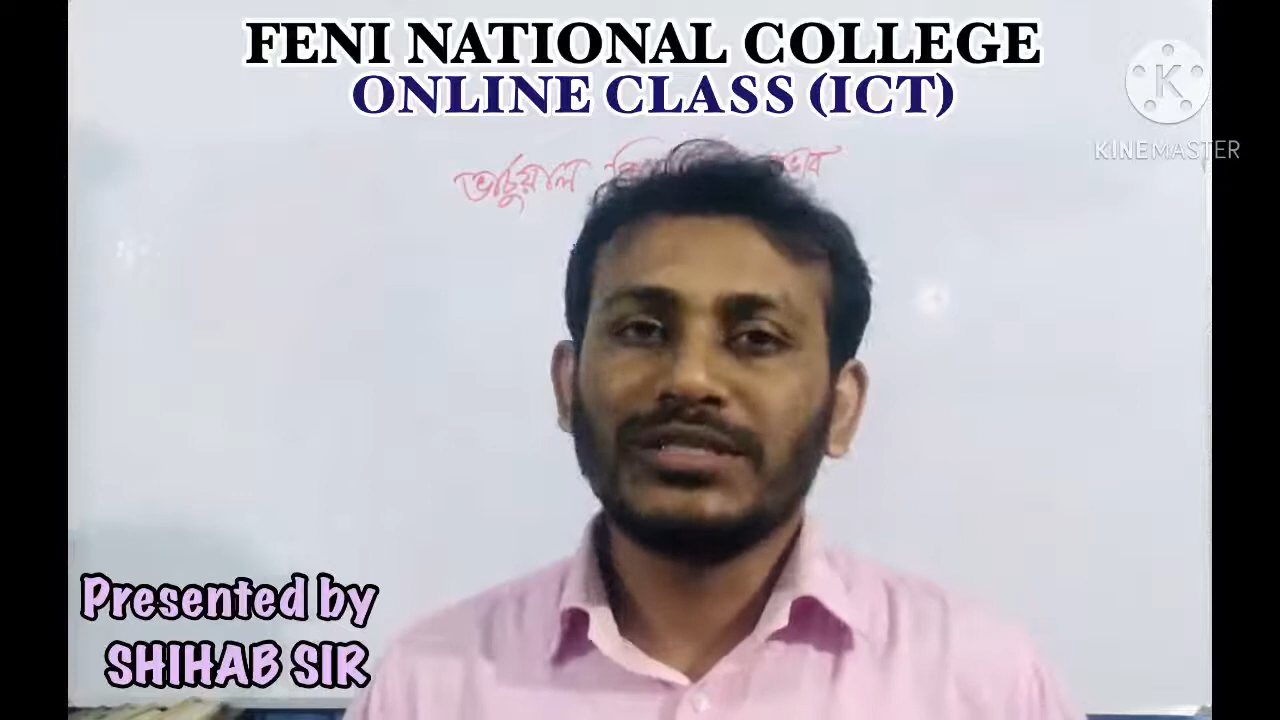 FENI NATIONAL COLLEGE
ONLINE CLASS (ICT)
KINEMASTER
ভার্চুয়াল
Presented by
SHIHAB SIR